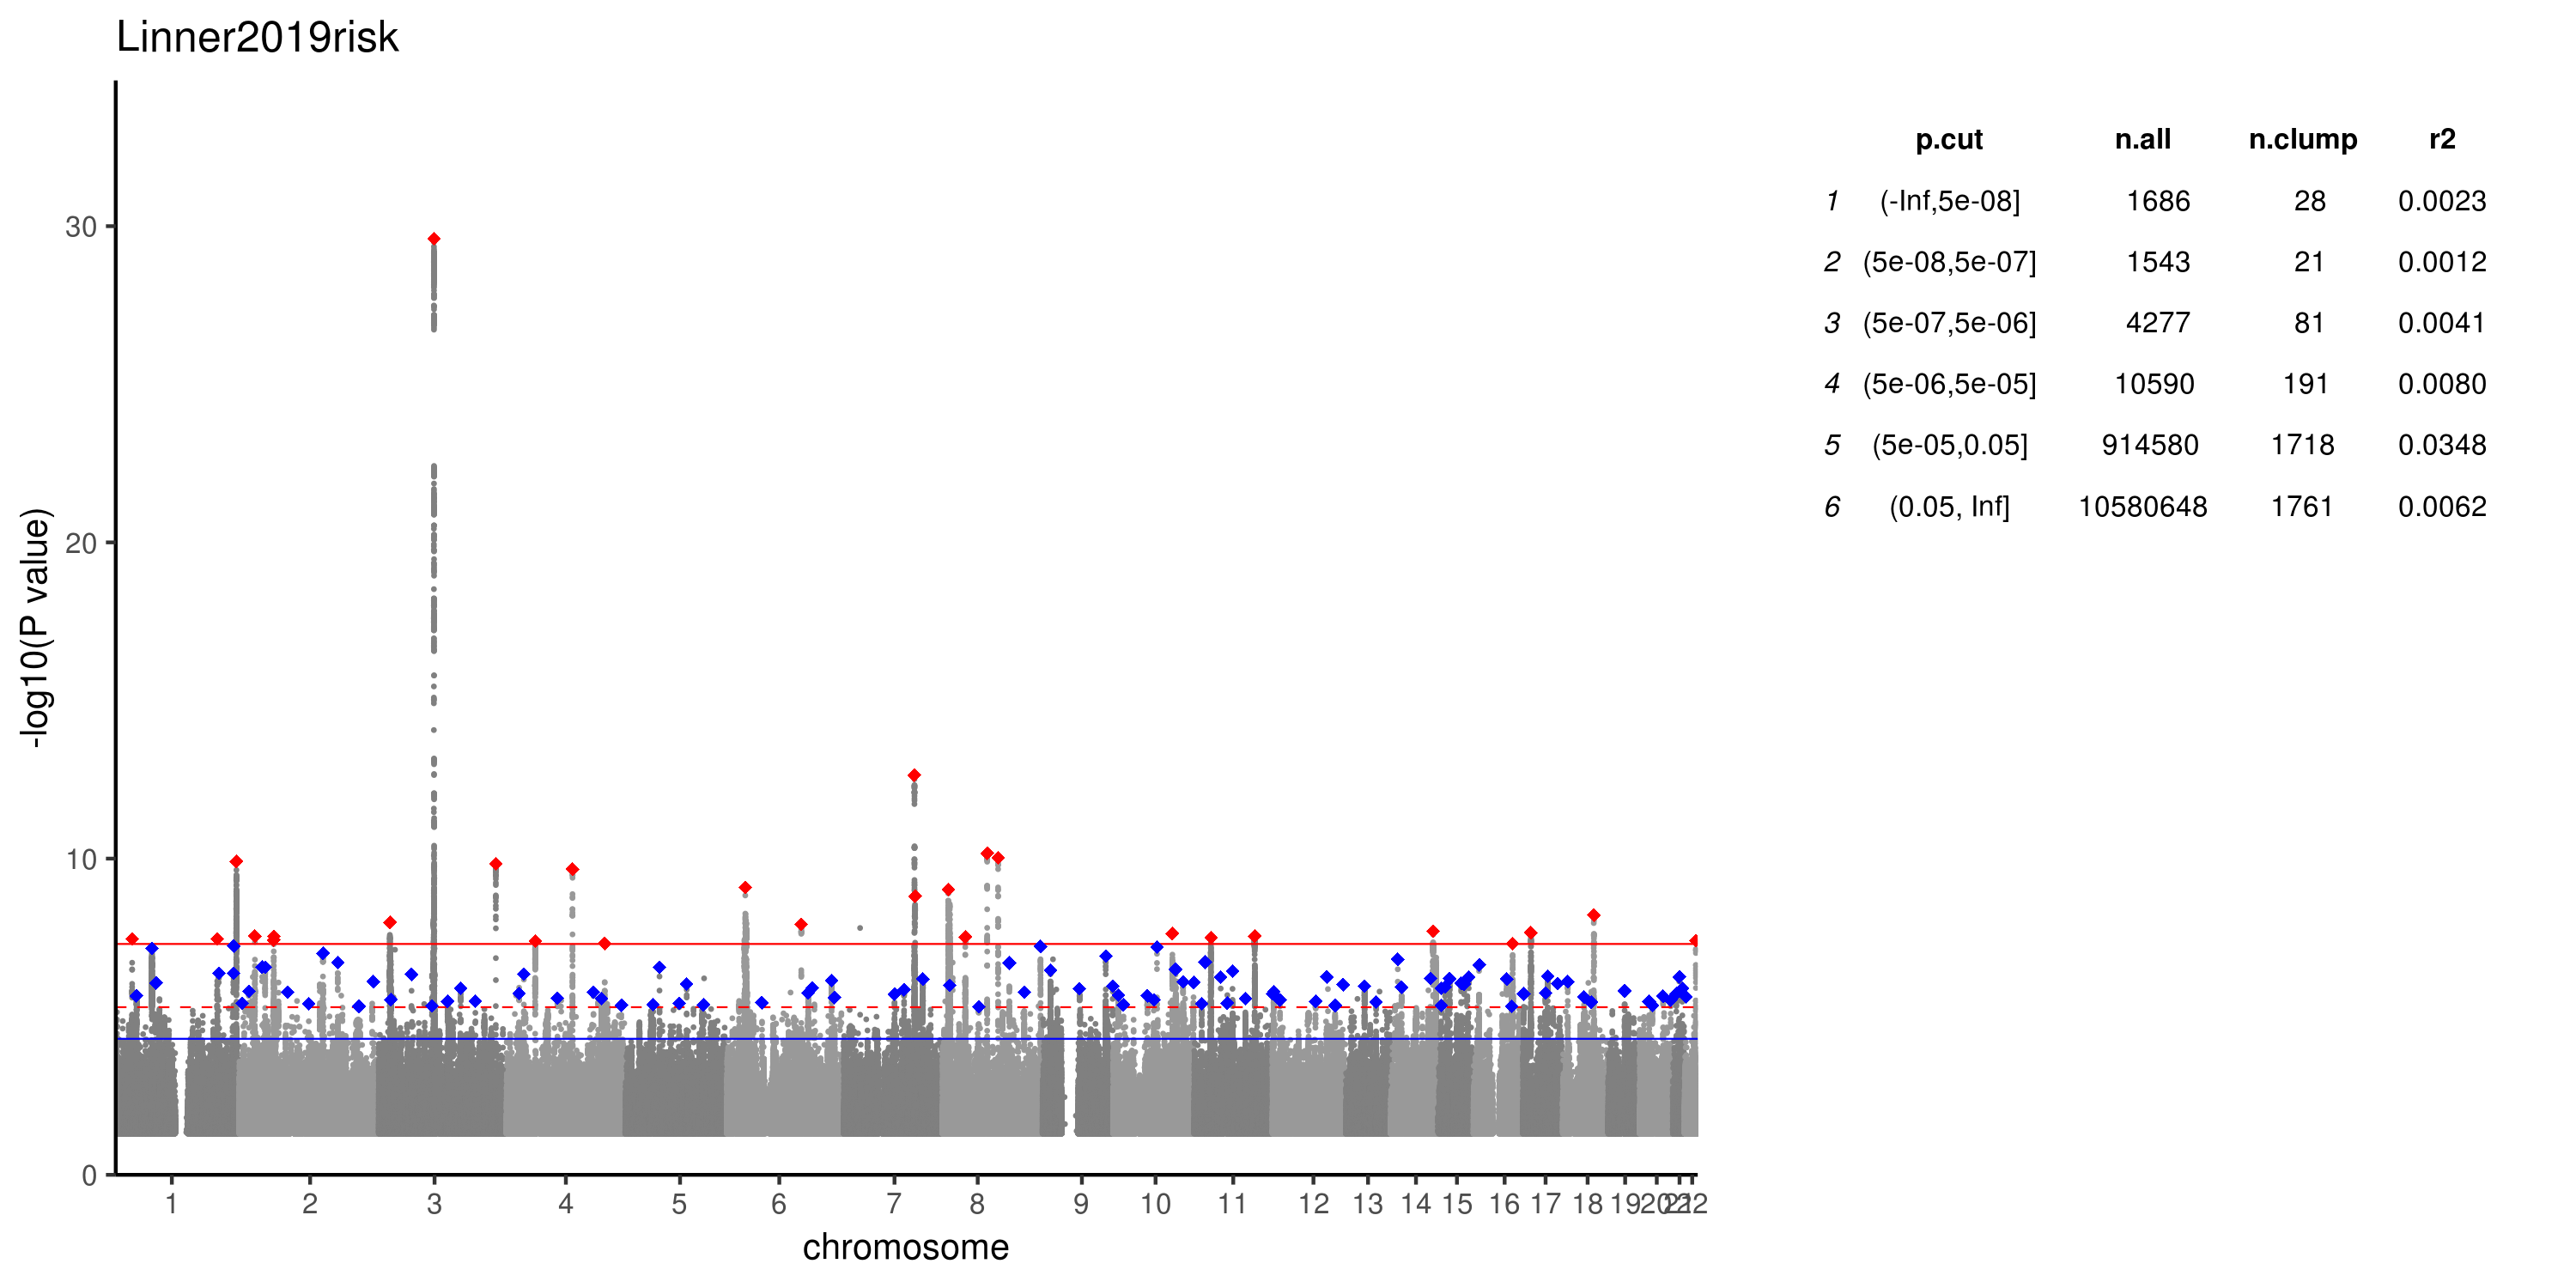 Linner2019risk
p.cut n.all n.clump r2
1 (-Inf,5e-08] 1686 28 0.0023
2 (5e-08,5e-07] 1543 21 0.0012
3 (5e-07,5e-06] 4277 81 0.0041
4 (5e-06,5e-05] 10590 191 0.0080
5 (5e-05,0.05] 914580 1718 0.0348
6 (0.05, Inf] 10580648 1761 0.0062
-log10(P value)
30
20
10
0
1 2 3 4 5 6 7 8 9 10 11 12 13 14 15 16 17 18 19 20 21 22
chromosome